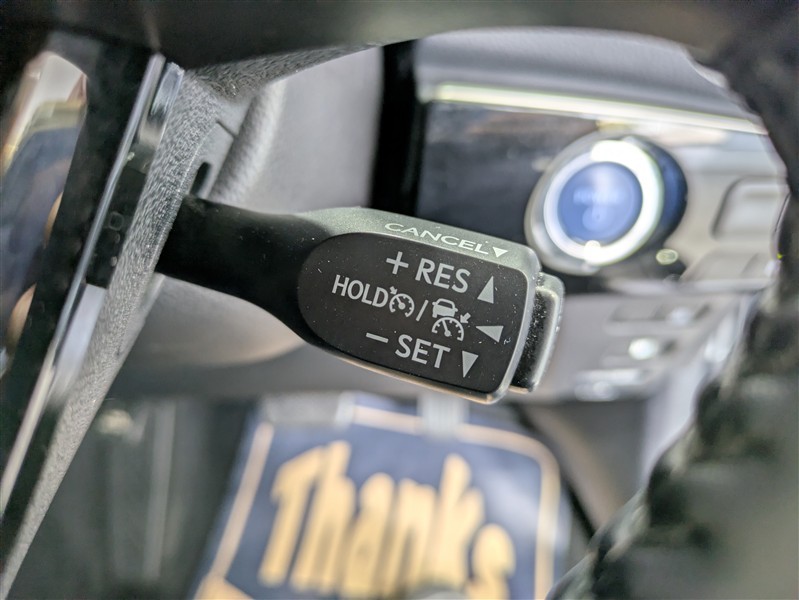 CANCEL▼
+ RES ▲
HOLD / ◀
− SET ▼
Thanks